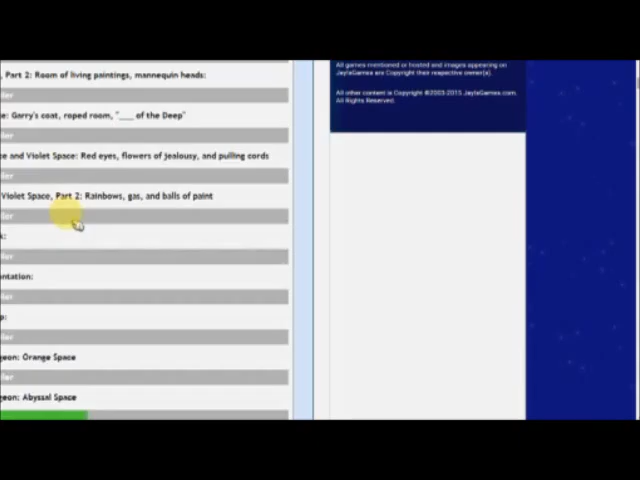 , Part 2: Room of living paintings, mannequin heads:
e: Garry's coat, roped room, "___ of the Deep"
ce and Violet Space: Red eyes, flowers of jealousy, and pulling cords
Violet Space, Part 2: Rainbows, gas, and balls of paint
k:
ntation:
p:
geon: Orange Space
geon: Abyssal Space
All games mentioned or hosted and images appearing on
JayIsGames are Copyright their respective owner(s).
All other content is Copyright ©2003-2015 JayIsGames.com.
All Rights Reserved.